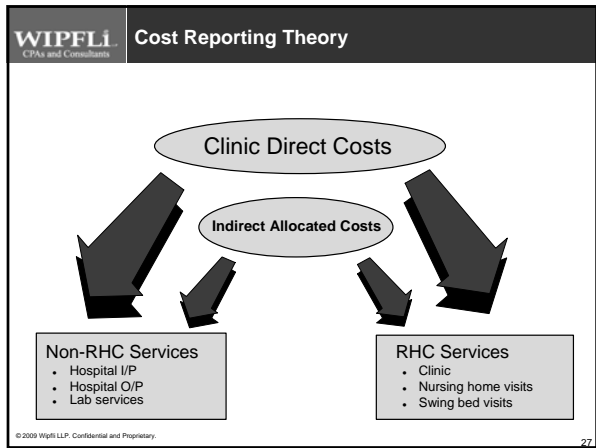 WIPFLi
CPAs and Consultants
Cost Reporting Theory
Clinic Direct Costs
Indirect Allocated Costs
Non-RHC Services
• Hospital I/P
• Hospital O/P
• Lab services
RHC Services
• Clinic
• Nursing home visits
• Swing bed visits
© 2009 Wipfli LLP. Confidential and Proprietary.
27